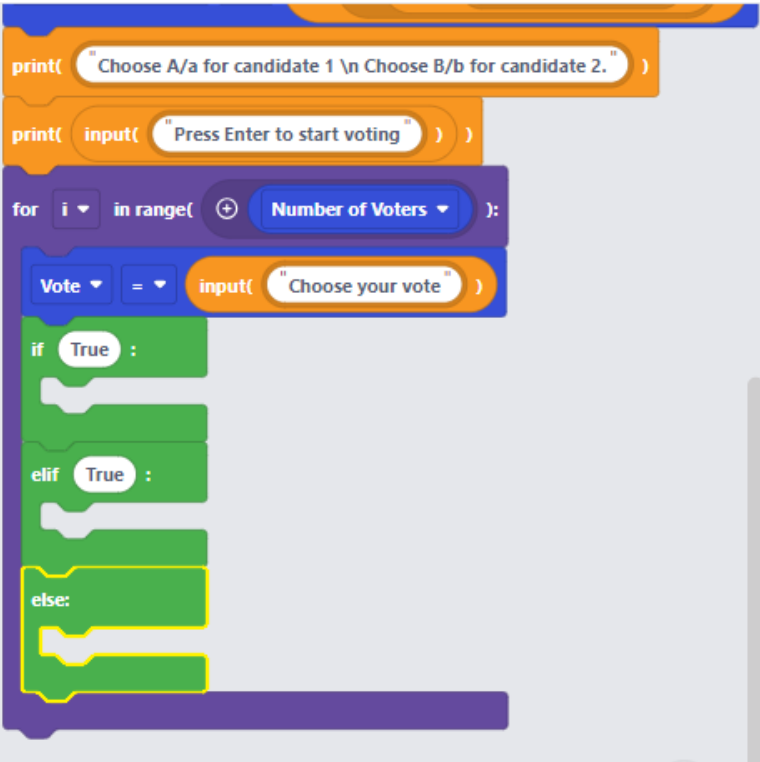 print( "Choose A/a for candidate 1 \n Choose B/b for candidate 2." )
print( input( "Press Enter to start voting" ) )
for i in range( Number of Voters ):
Vote = input( "Choose your vote" )
if True :
elif True :
else: